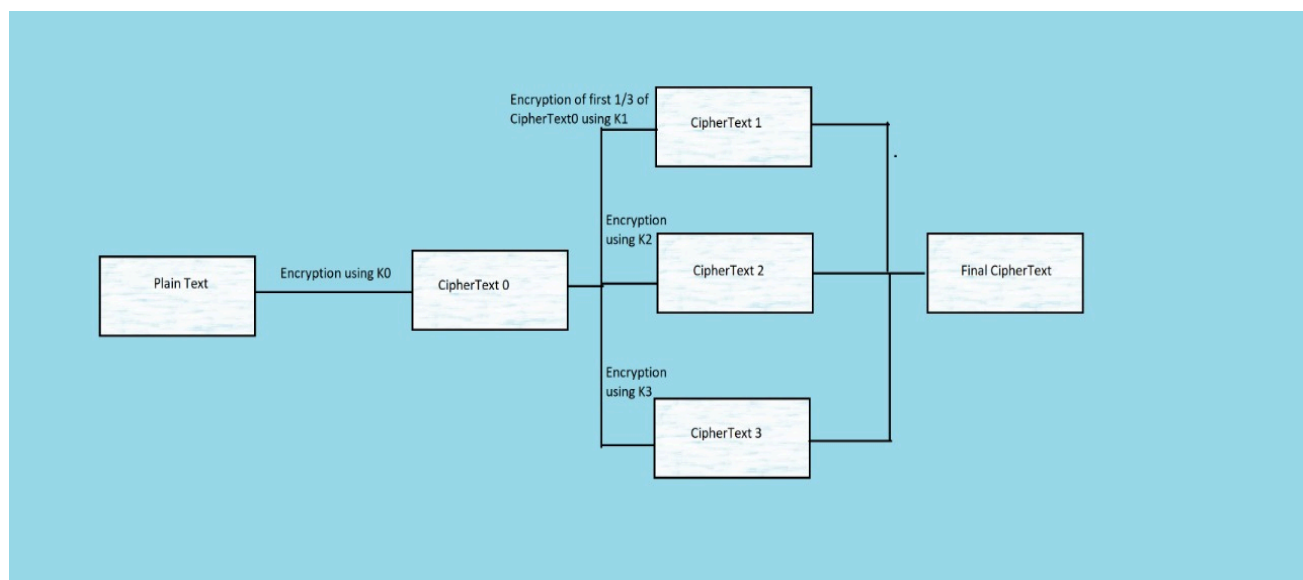 Plain Text
Encryption using K0
CipherText 0
Encryption of first 1/3 of
CipherText0 using K1
CipherText 1
Encryption
using K2
CipherText 2
Encryption
using K3
CipherText 3
Final CipherText